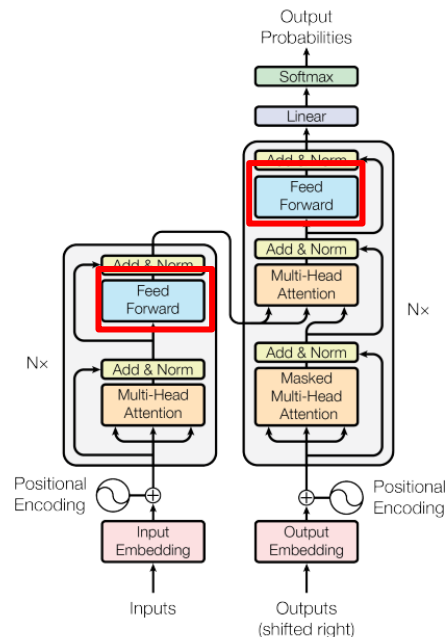 Output
Probabilities
Softmax
Linear
Add & Norm
Feed
Forward
Add & Norm
Multi-Head
Attention
Nx
Add & Norm
Masked
Multi-Head
Attention
Positional
Encoding
Output
Embedding
Outputs
(shifted right)
Add & Norm
Feed
Forward
Nx
Add & Norm
Multi-Head
Attention
Positional
Encoding
Input
Embedding
Inputs